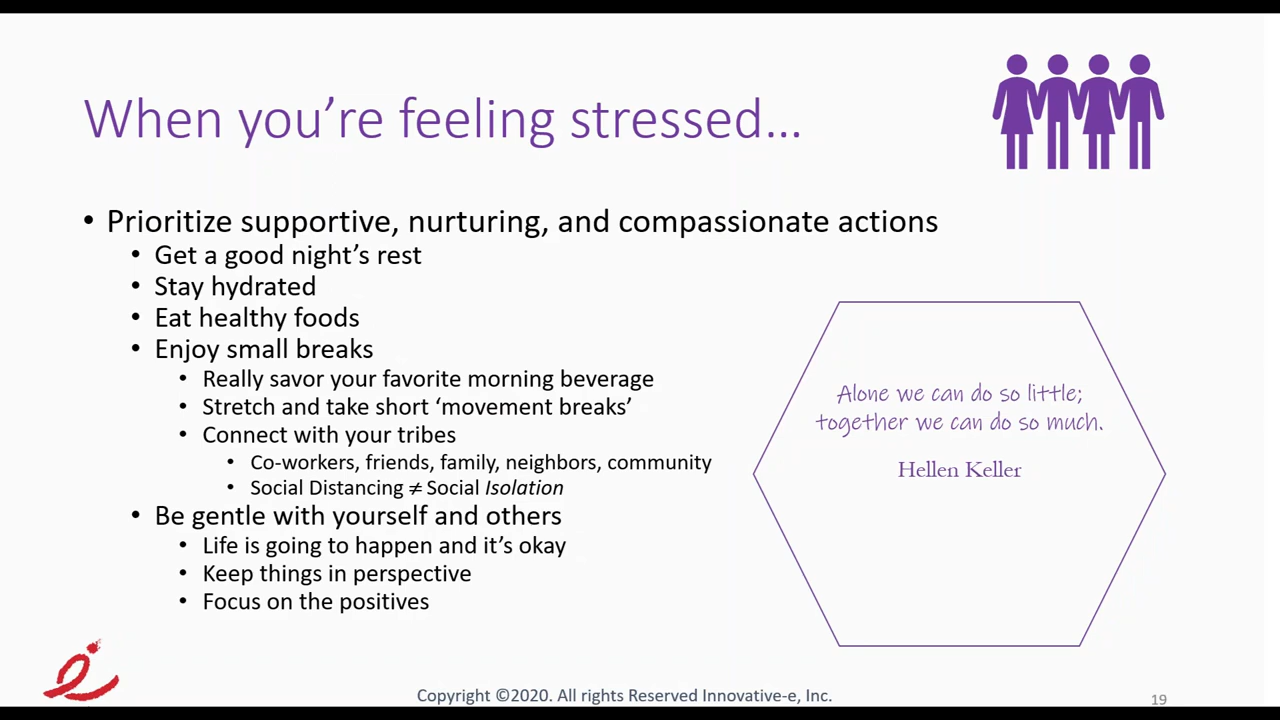 When you’re feeling stressed...
• Prioritize supportive, nurturing, and compassionate actions
• Get a good night’s rest
• Stay hydrated
• Eat healthy foods
• Enjoy small breaks
• Really savor your favorite morning beverage
• Stretch and take short ‘movement breaks’
• Connect with your tribes
• Co-workers, friends, family, neighbors, community
• Social Distancing ≠ Social Isolation
• Be gentle with yourself and others
• Life is going to happen and it’s okay
• Keep things in perspective
• Focus on the positives
Alone we can do so little;
together we can do so much.
Hellen Keller
Copyright ©2020. All rights Reserved Innovative-e, Inc.
19